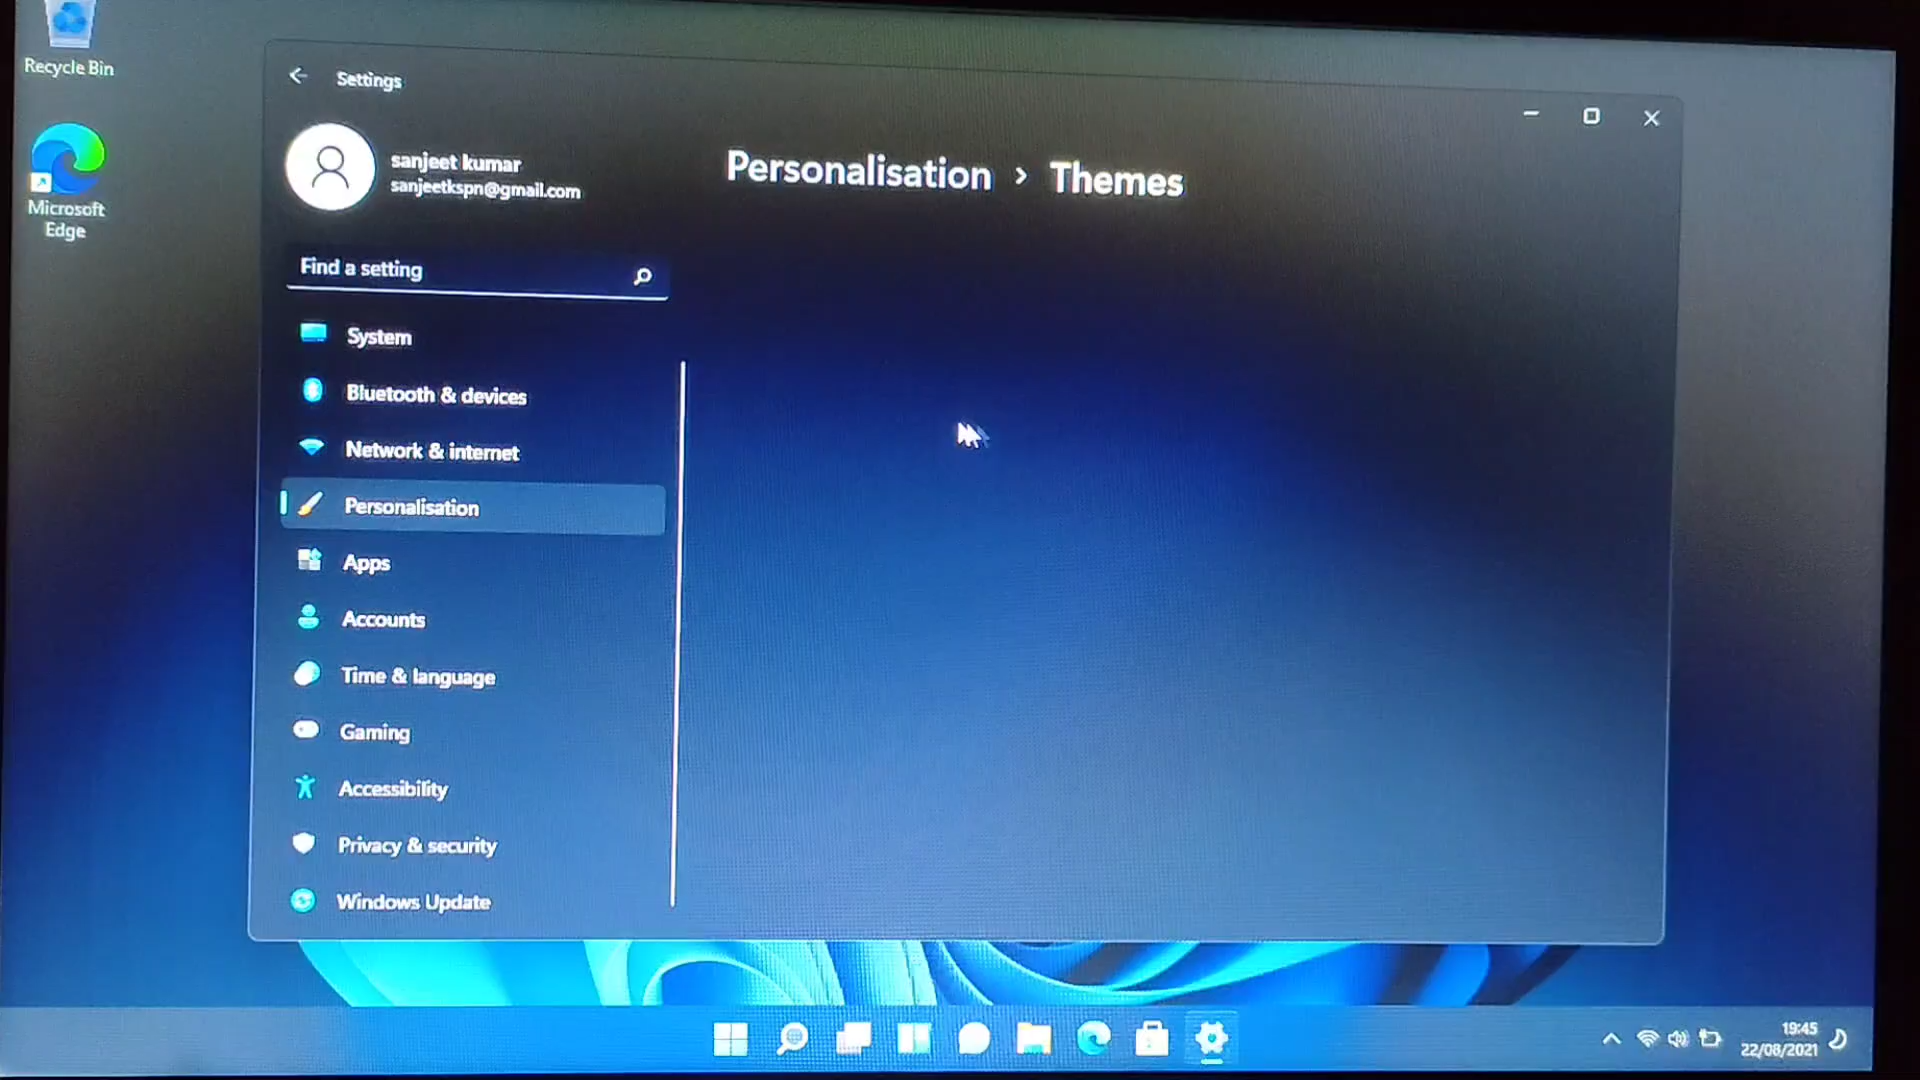 Recycle Bin
Microsoft
Edge
Settings
sanjeet kumar
sanjeetkspn@gmail.com
Personalisation > Themes
Find a setting
System
Bluetooth & devices
Network & internet
Personalisation
Apps
Accounts
Time & language
Gaming
Accessibility
Privacy & security
Windows Update
19:45
22/08/2021